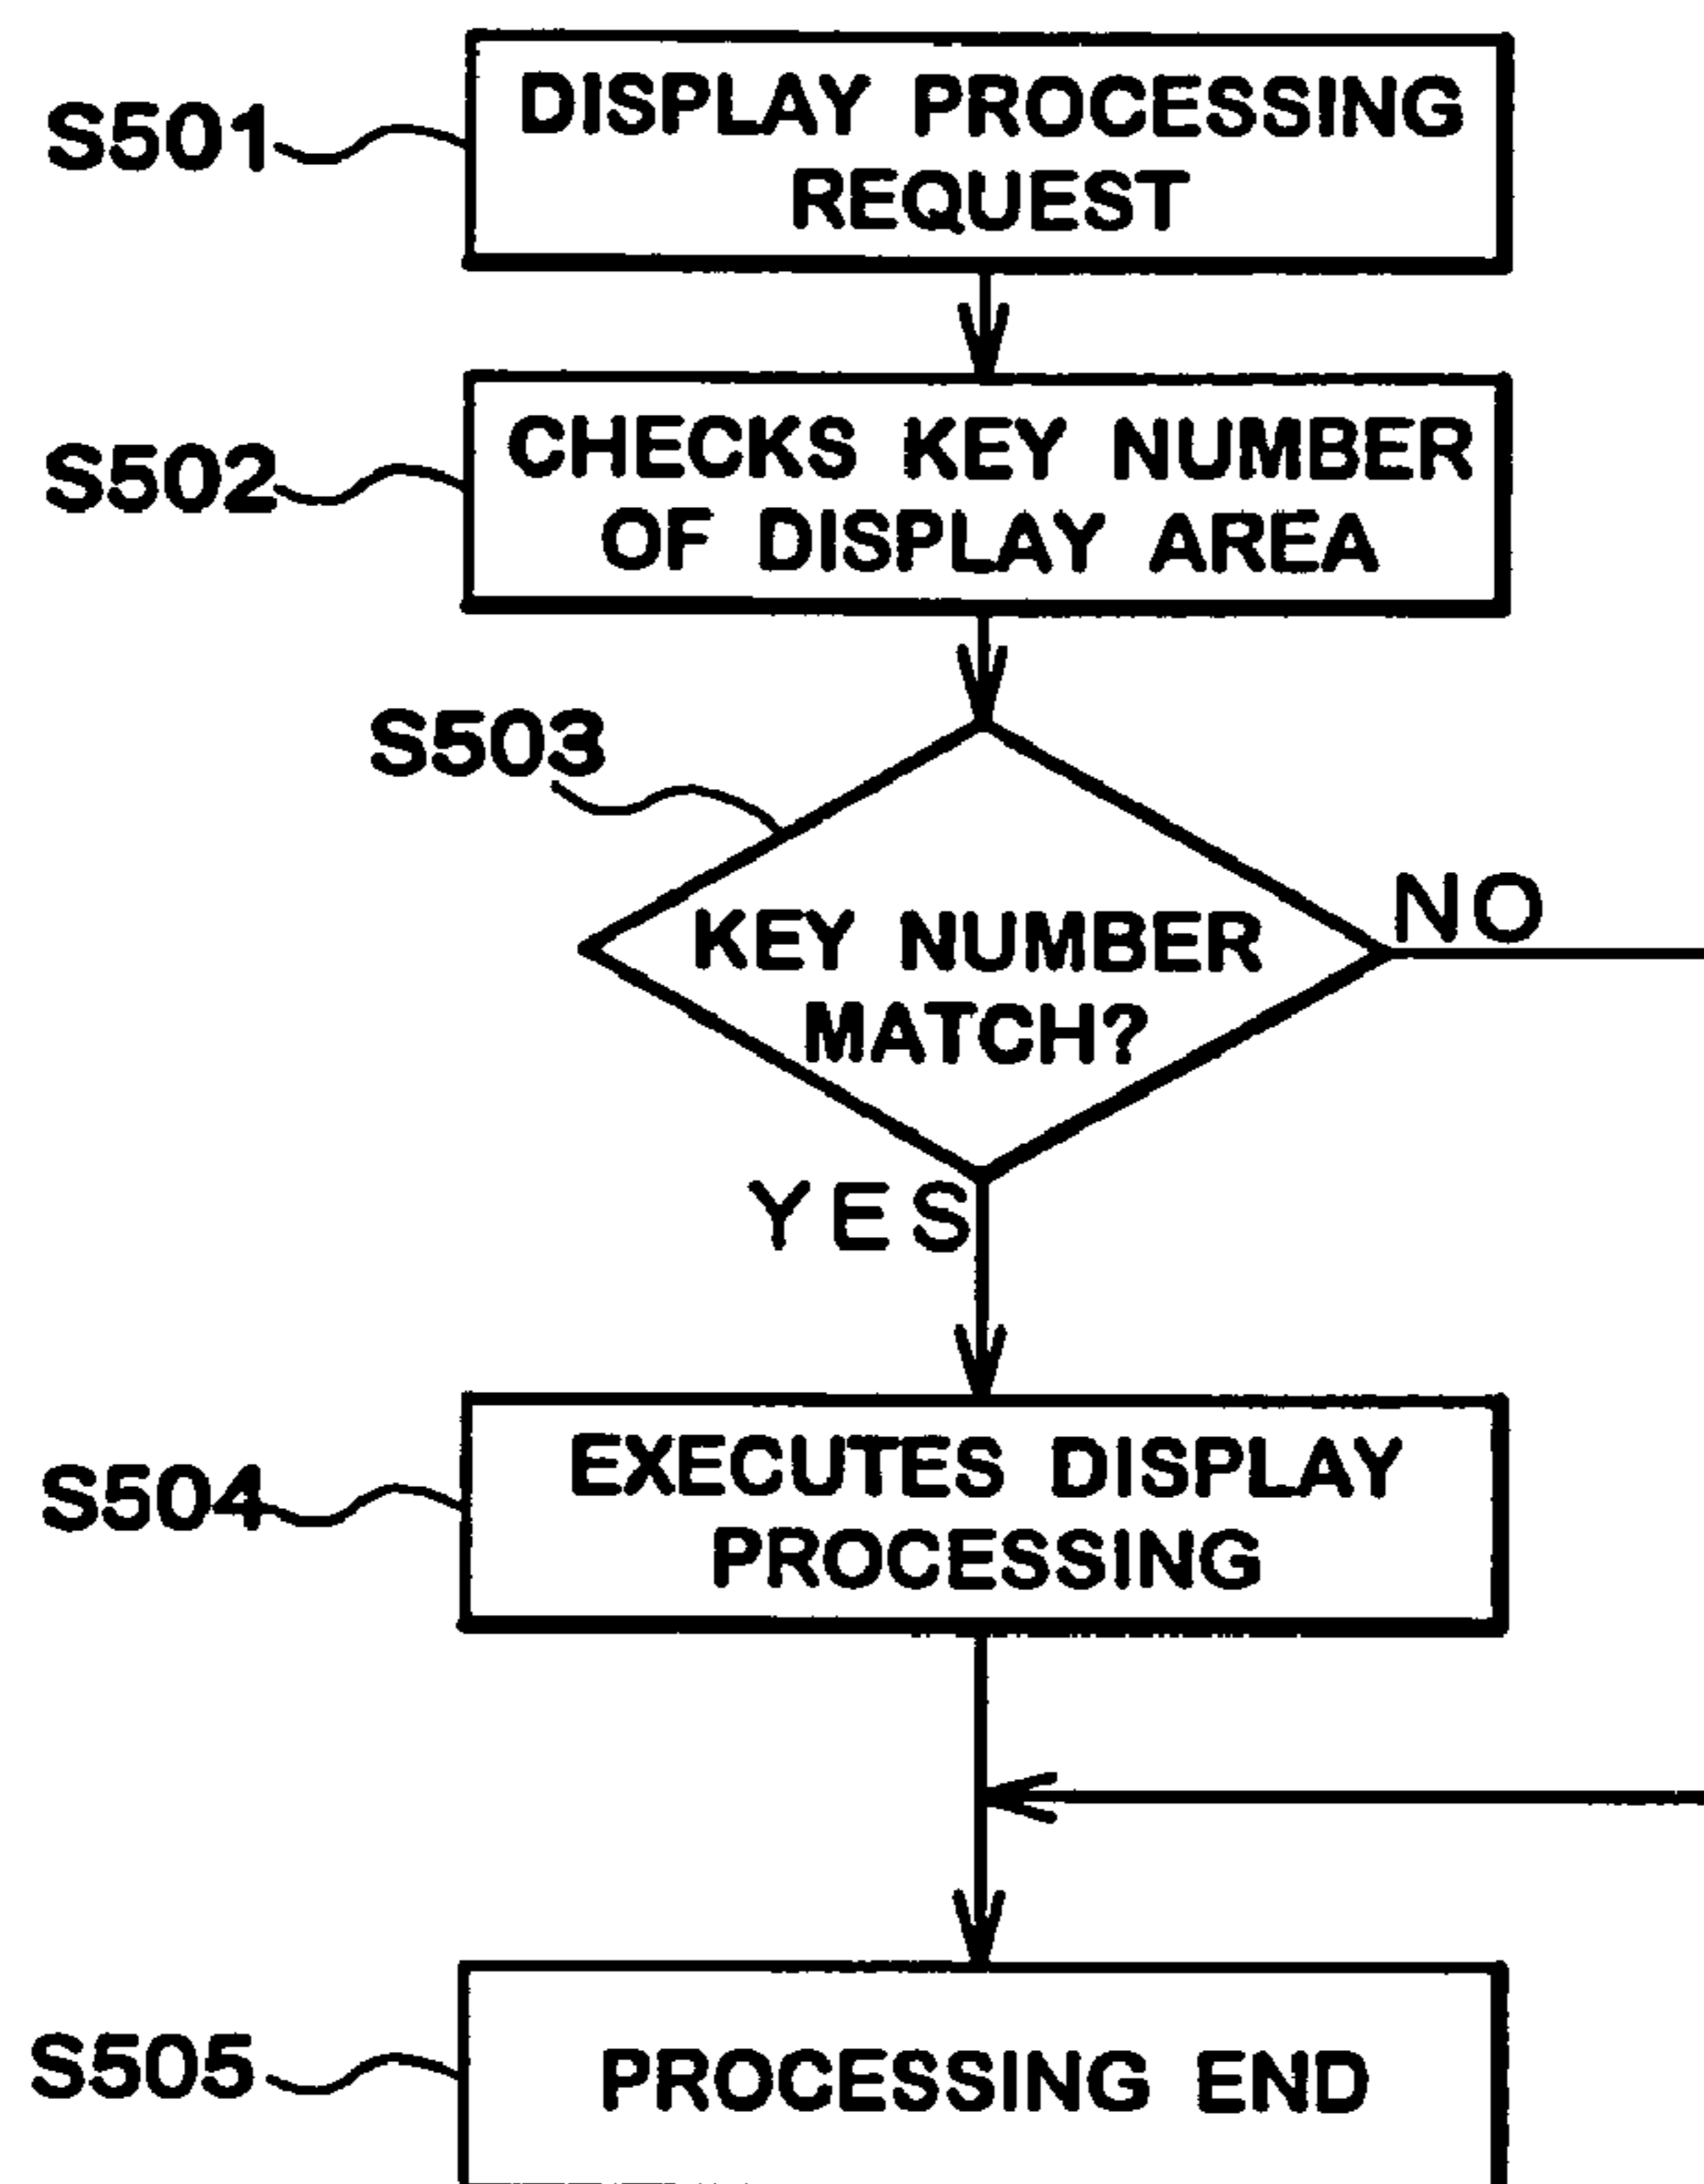 S501
DISPLAY PROCESSING
REQUEST
S502
CHECKS KEY NUMBER
OF DISPLAY AREA
S503
KEY NUMBER
MATCH?
NO
YES
S504
EXECUTES DISPLAY
PROCESSING
S505
PROCESSING END